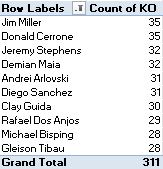 Row Labels Count of KO
Jim Miller 35
Donald Cerrone 35
Jeremy Stephens 32
Demian Maia 32
Andrei Arlovski 31
Diego Sanchez 31
Clay Guida 30
Rafael Dos Anjos 29
Michael Bisping 28
Gleison Tibau 28
Grand Total 311